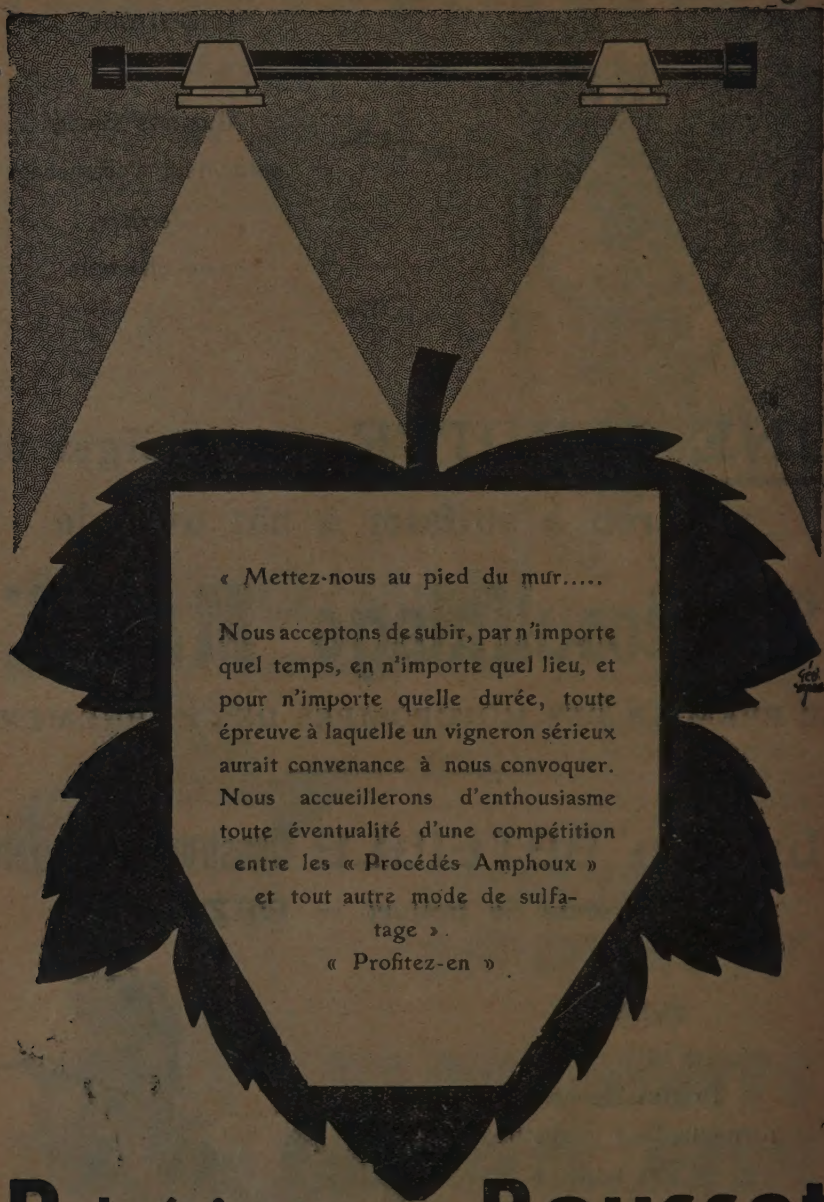 « Mettez-nous au pied du mur.....
Nous acceptons de subir, par n'importe
quel temps, en n'importe quel lieu, et
pour n'importe quelle durée, toute
épreuve à laquelle un vigneron sérieux
aurait convenance à nous convoquer.
Nous accueillerons d'enthousiasme
toute éventualité d'une compétition
entre les « Procédés Amphoux »
et tout autre mode de sulfa-
tage ».
« Profitez-en »